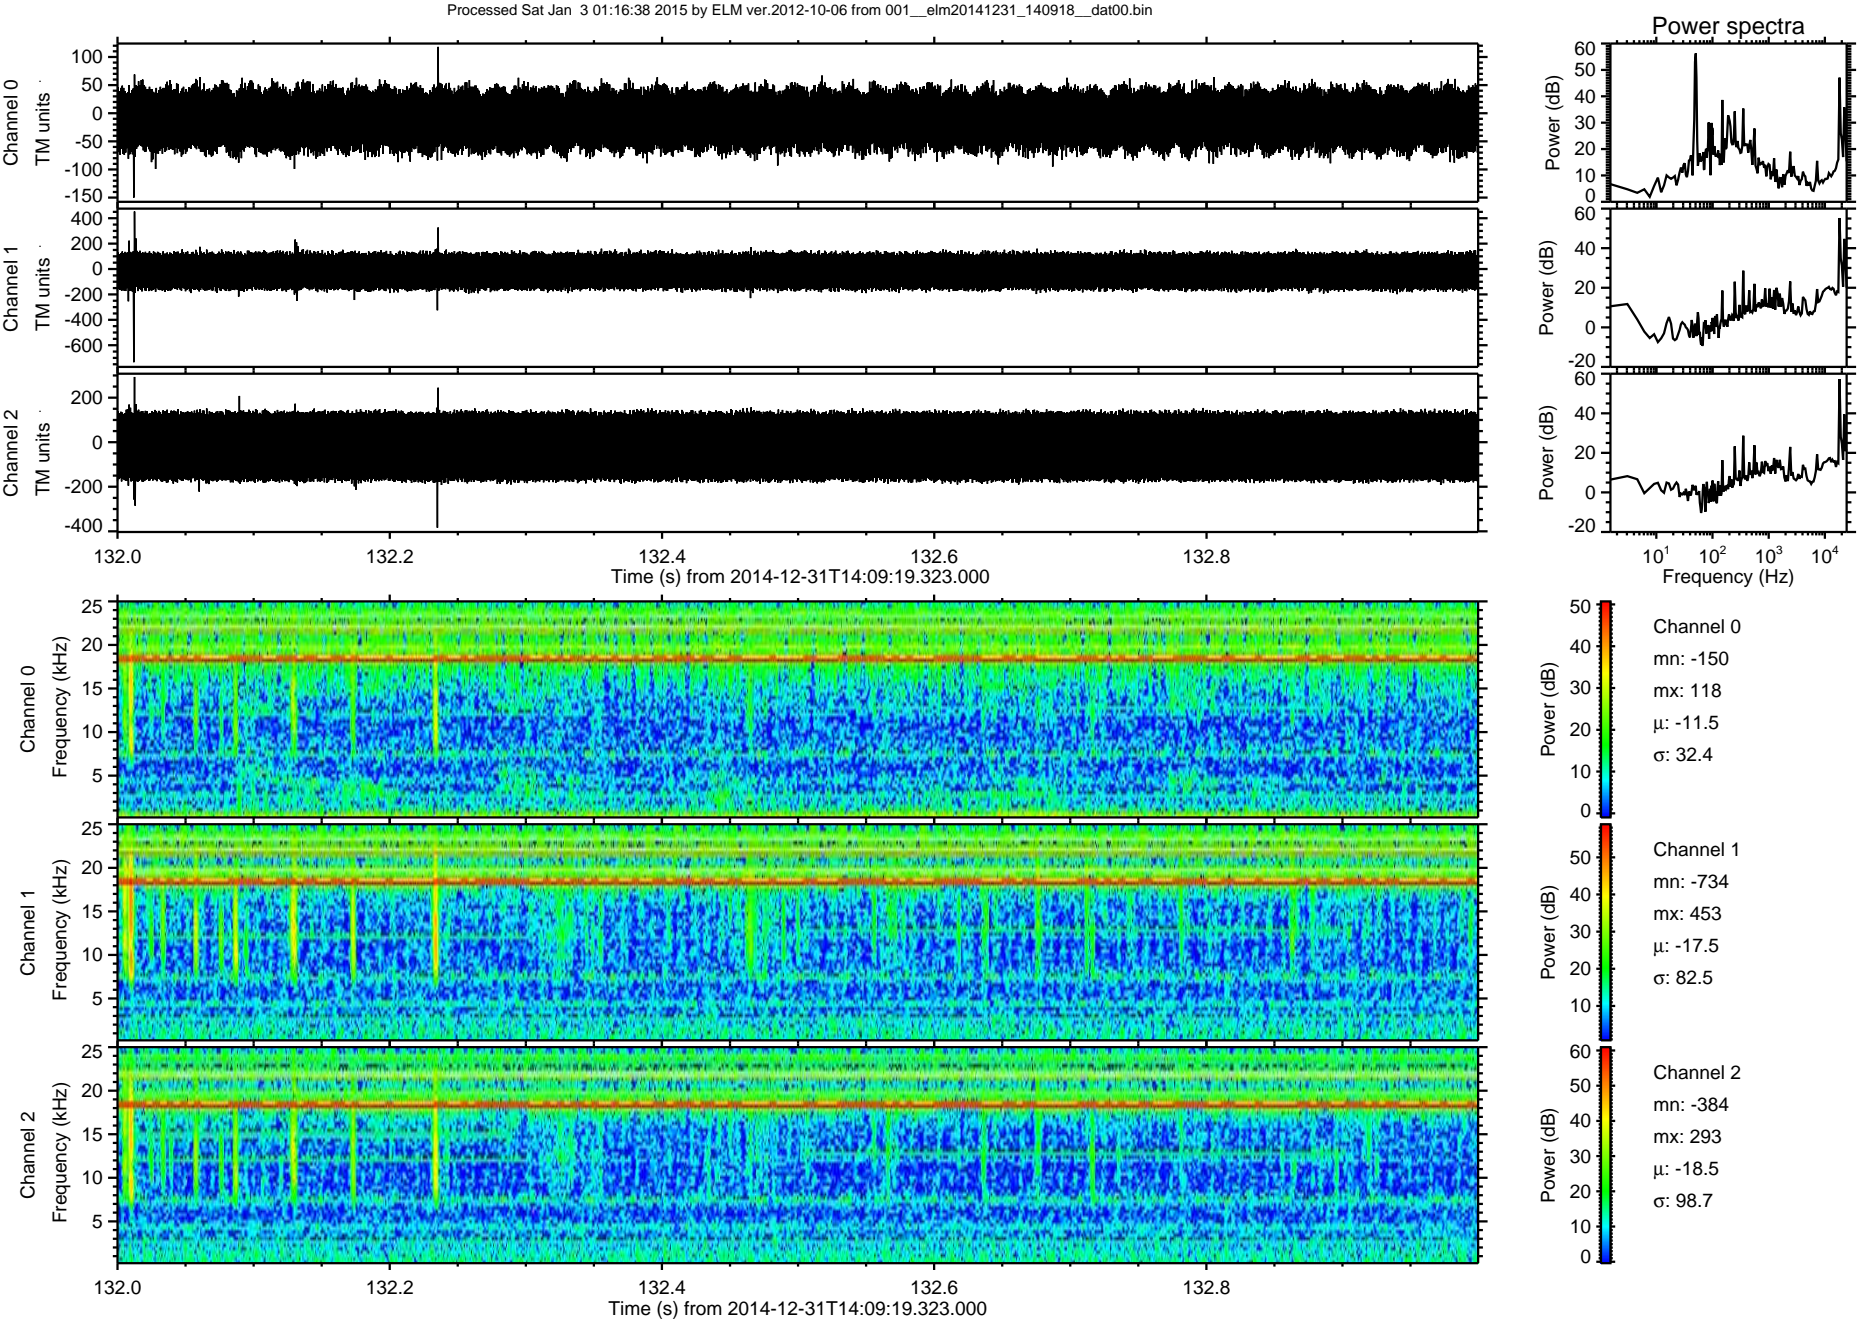 Processed Sat Jan  3 01:16:38 2015 by ELM ver.2012-10-06 from 001__elm20141231_140918__dat00.bin
Power spectra
Channel 0
TM units
100
50
0
-50
-100
-150
Power (dB)
60
50
40
30
20
10
0
Channel 1
TM units
400
200
0
-200
-400
-600
Power (dB)
60
40
20
0
-20
Channel 2
TM units
200
0
-200
-400
Power (dB)
60
40
20
0
-20
132.0 132.2 132.4 132.6 132.8
Time (s) from 2014-12-31T14:09:19.323.000
10¹ 10² 10³ 10⁴
Frequency (Hz)
Channel 0
Frequency (kHz)
25
20
15
10
5
Power (dB)
50
40
30
20
10
0
Channel 0
mn: -150
mx: 118
μ: -11.5
σ: 32.4
Channel 1
Frequency (kHz)
25
20
15
10
5
Power (dB)
50
40
30
20
10
Channel 1
mn: -734
mx: 453
μ: -17.5
σ: 82.5
Channel 2
Frequency (kHz)
25
20
15
10
5
Power (dB)
60
50
40
30
20
10
0
Channel 2
mn: -384
mx: 293
μ: -18.5
σ: 98.7
132.0 132.2 132.4 132.6 132.8
Time (s) from 2014-12-31T14:09:19.323.000